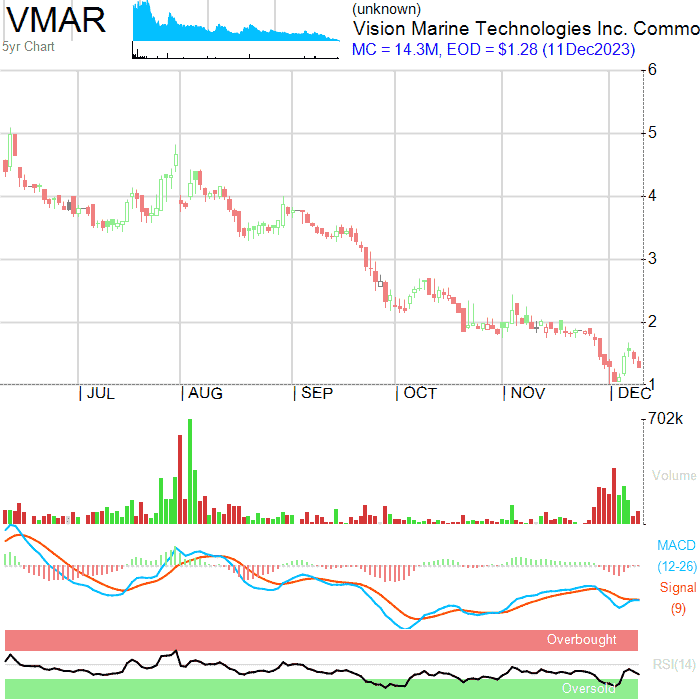 VMAR
5yr Chart
(unknown)
Vision Marine Technologies Inc. Commo
MC = 14.3M, EOD = $1.28 (11Dec2023)
6
5
4
3
2
1
JUL
AUG
SEP
OCT
NOV
DEC
702k
Volume
MACD
(12-26)
Signal
(9)
Overbought
RSI(14)
Oversold